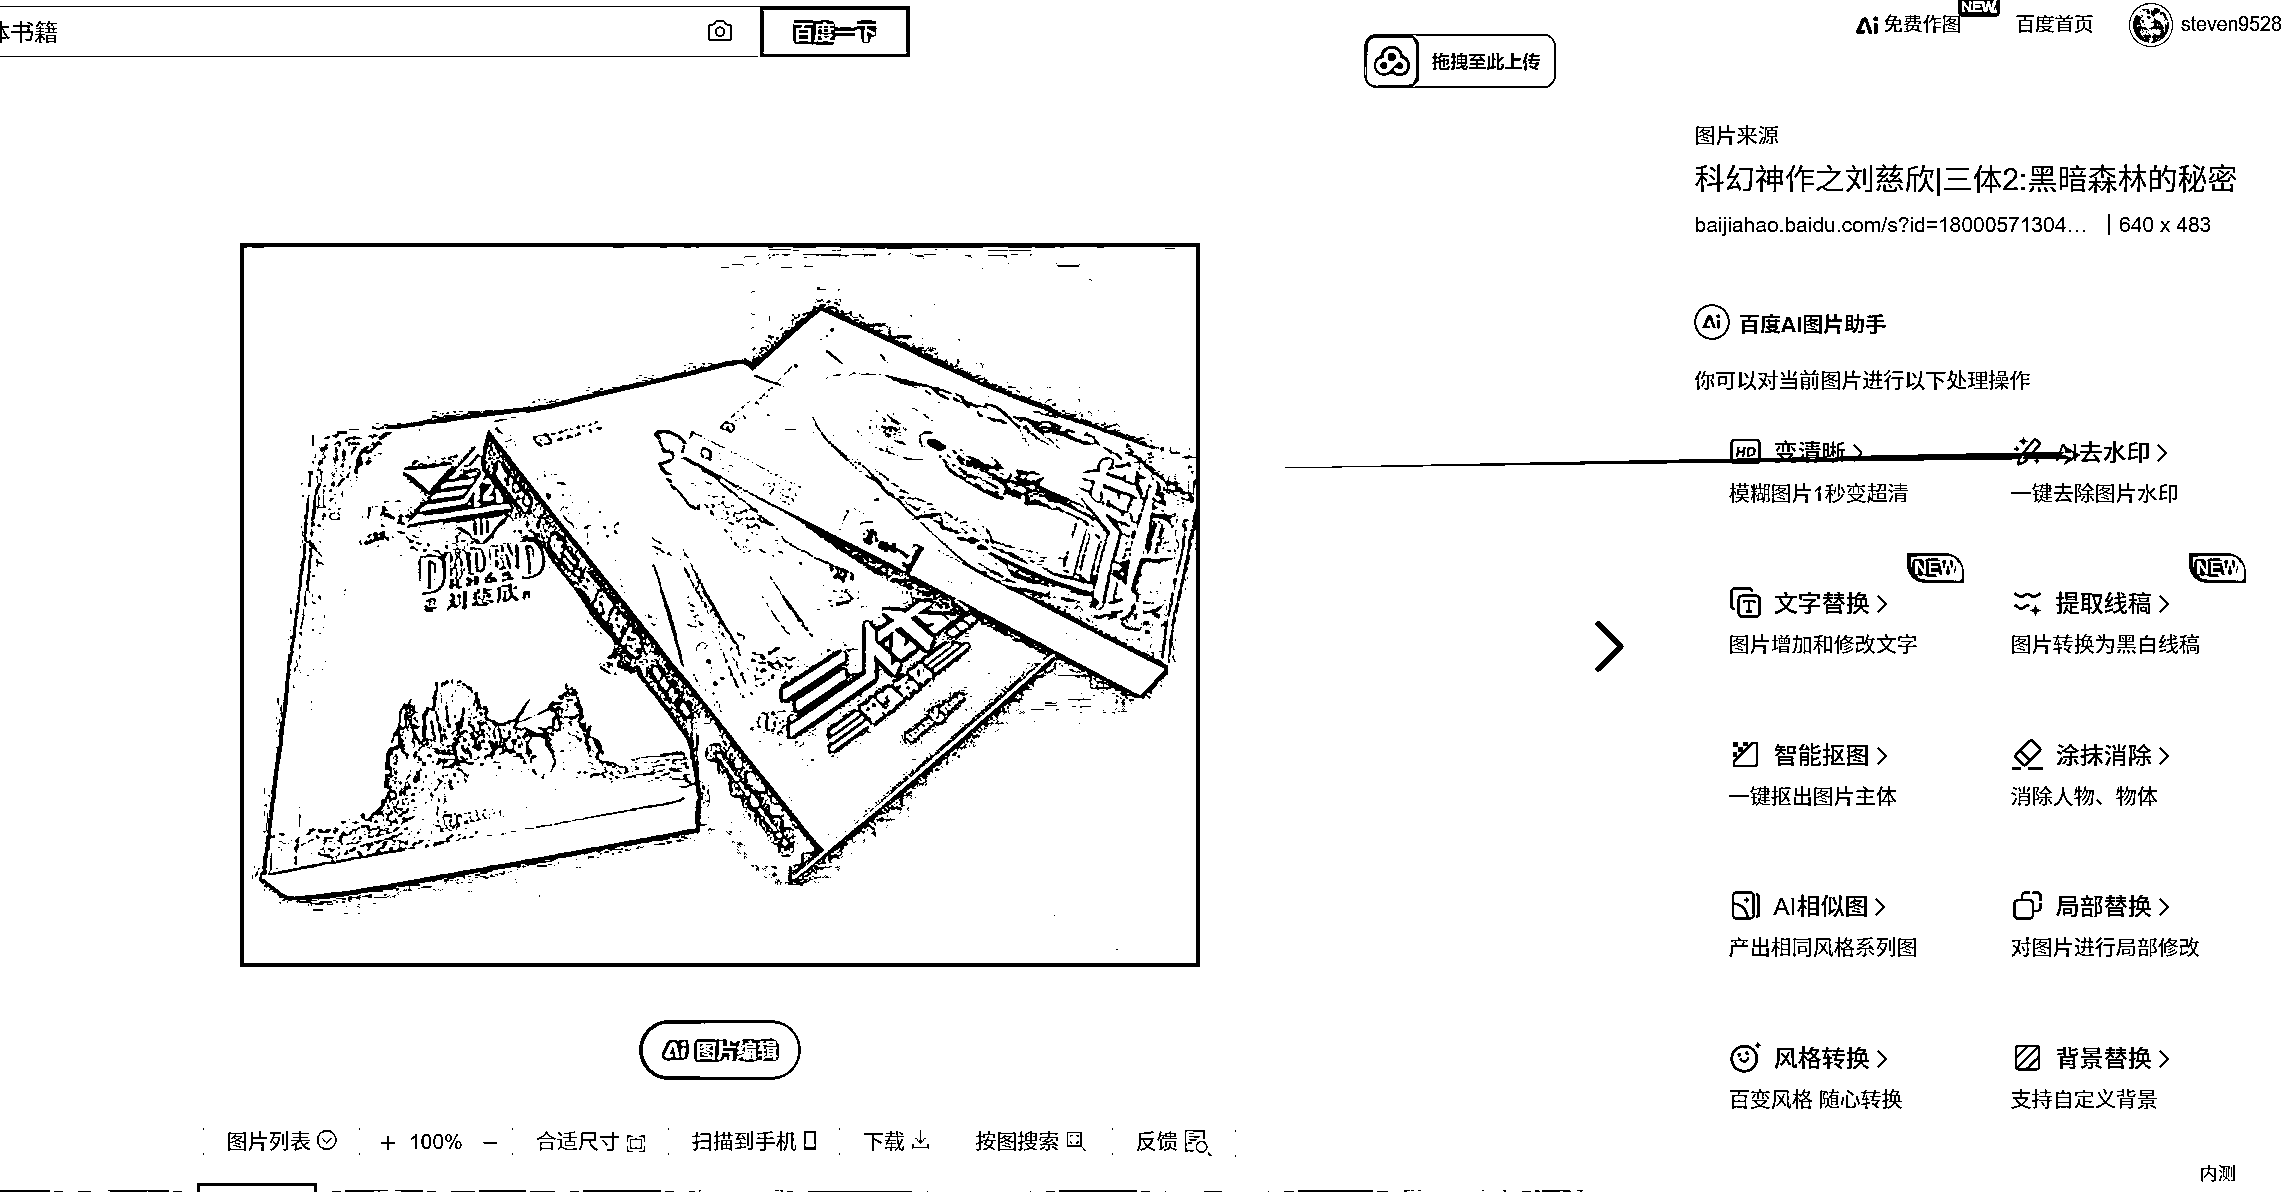 体书籍
百度一下
拖拽至此上传
Ai 免费作图
NEW
百度首页
steven9528
图片来源
科幻神作之刘慈欣|三体2:黑暗森林的秘密
baijiahao.baidu.com/s?id=18000571304... | 640 x 483
Ai 百度AI图片助手
你可以对当前图片进行以下处理操作
HD 变清晰 >
模糊图片1秒变超清
AI去水印 >
一键去除图片水印
NEW
文字替换 >
图片增加和修改文字
NEW
提取线稿 >
图片转换为黑白线稿
智能抠图 >
一键抠出图片主体
涂抹消除 >
消除人物、物体
AI相似图 >
产出相同风格系列图
局部替换 >
对图片进行局部修改
风格转换 >
百变风格 随心转换
背景替换 >
支持自定义背景
三体
刘慈欣
三体
Ai 图片编辑
图片列表
+ 100% −
合适尺寸
扫描到手机
下载
按图搜索
反馈
内测